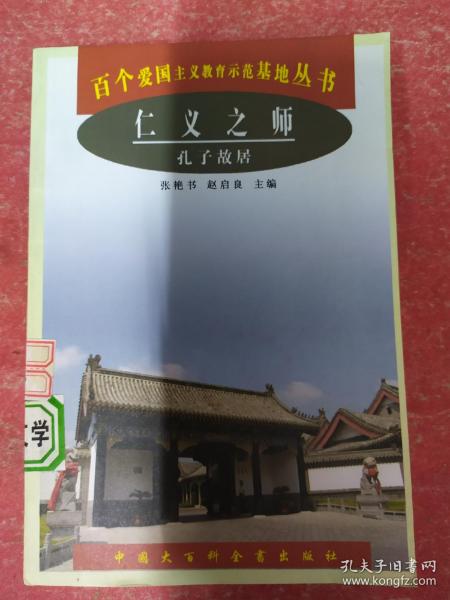 百个爱国主义教育示范基地丛书
仁义之师
孔子故居
张艳书 赵启良 主编
文学
中国大百科全書出版社
孔夫子旧书网
www.kongfz.com